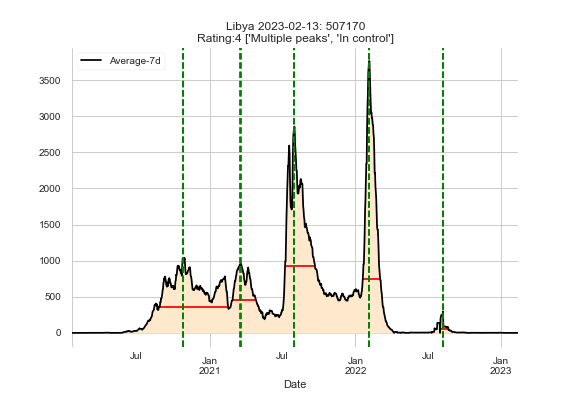 Libya 2023-02-13: 507170
Rating:4 ['Multiple peaks', 'In control']
Average-7d
3500
3000
2500
2000
1500
1000
500
0
Jul Jan Jul Jan Jul Jan
2021 2022 2023
Date